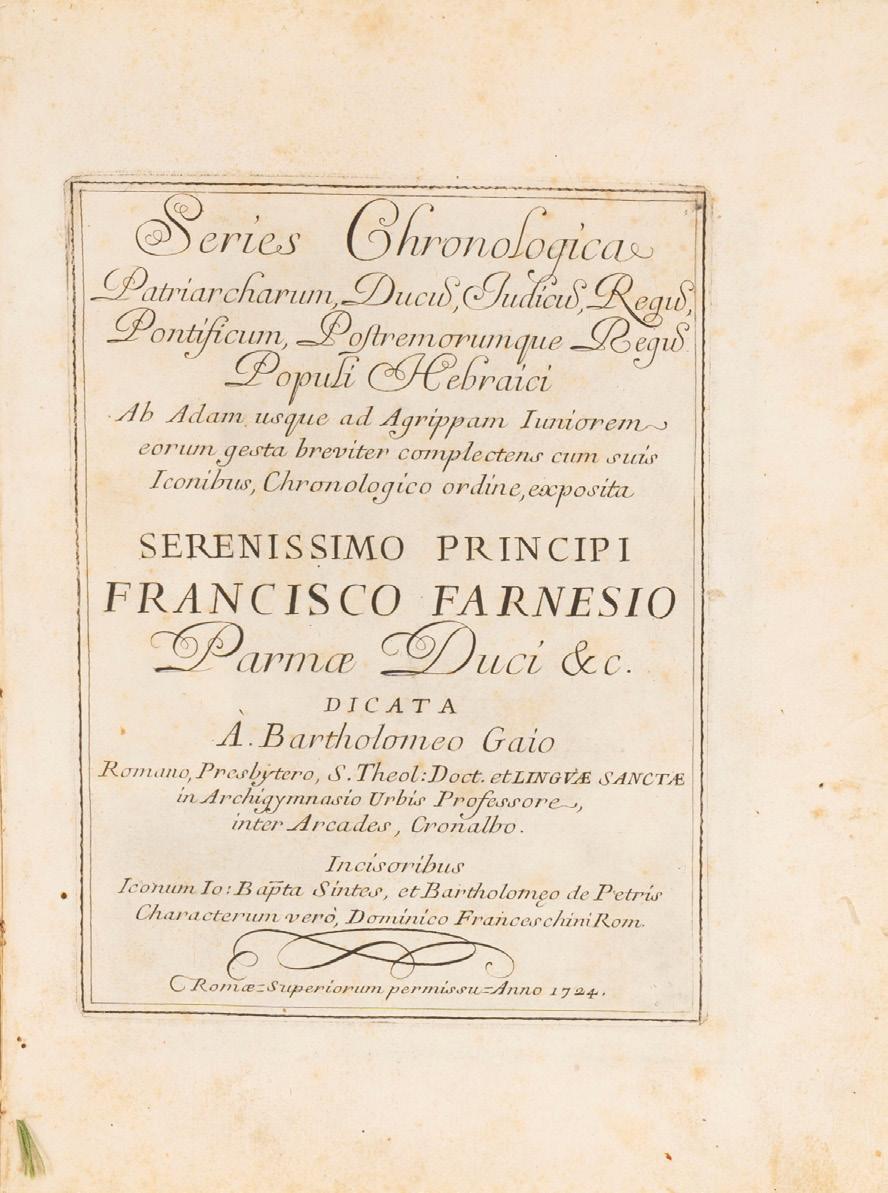 Series Chronologica
Patriarcharum, Ducũ, Judicũ, Regũ,
Pontificum, Postremorumque Regũ
Populi Hebraici
Ab Adam usque ad Agrippam Iuniorem
eorum gesta breviter complectens cum suis
Iconibus, Chronologico ordine, exposita
SERENISSIMO PRINCIPI
FRANCISCO FARNESIO
Parmæ Duci &c.
DICATA
À. Bartholomeo Gaio
Romano, Presbytero, S. Theol: Doct. et LINGVÆ SANCTÆ
in Archigymnasio Urbis Professore,
inter Arcades, Cronalbo.
Incisoribus
Iconum Io: Bap̃ta Sintes, et Bartholomeo de Petris
Characterum verò, Dominico Franceschini Rom.
Romæ = Superiorum permissu = Anno 1724.